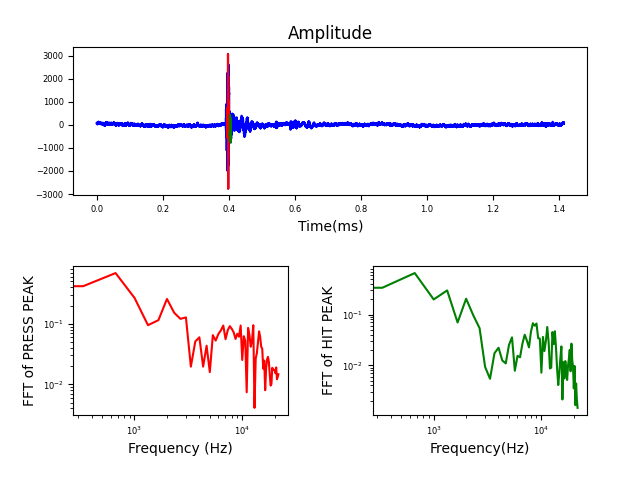 Amplitude
3000
2000
1000
0
−1000
−2000
−3000
0.0 0.2 0.4 0.6 0.8 1.0 1.2 1.4
Time(ms)
FFT of PRESS PEAK
10⁻¹
10⁻²
10³ 10⁴
Frequency (Hz)
FFT of HIT PEAK
10⁻¹
10⁻²
10³ 10⁴
Frequency(Hz)